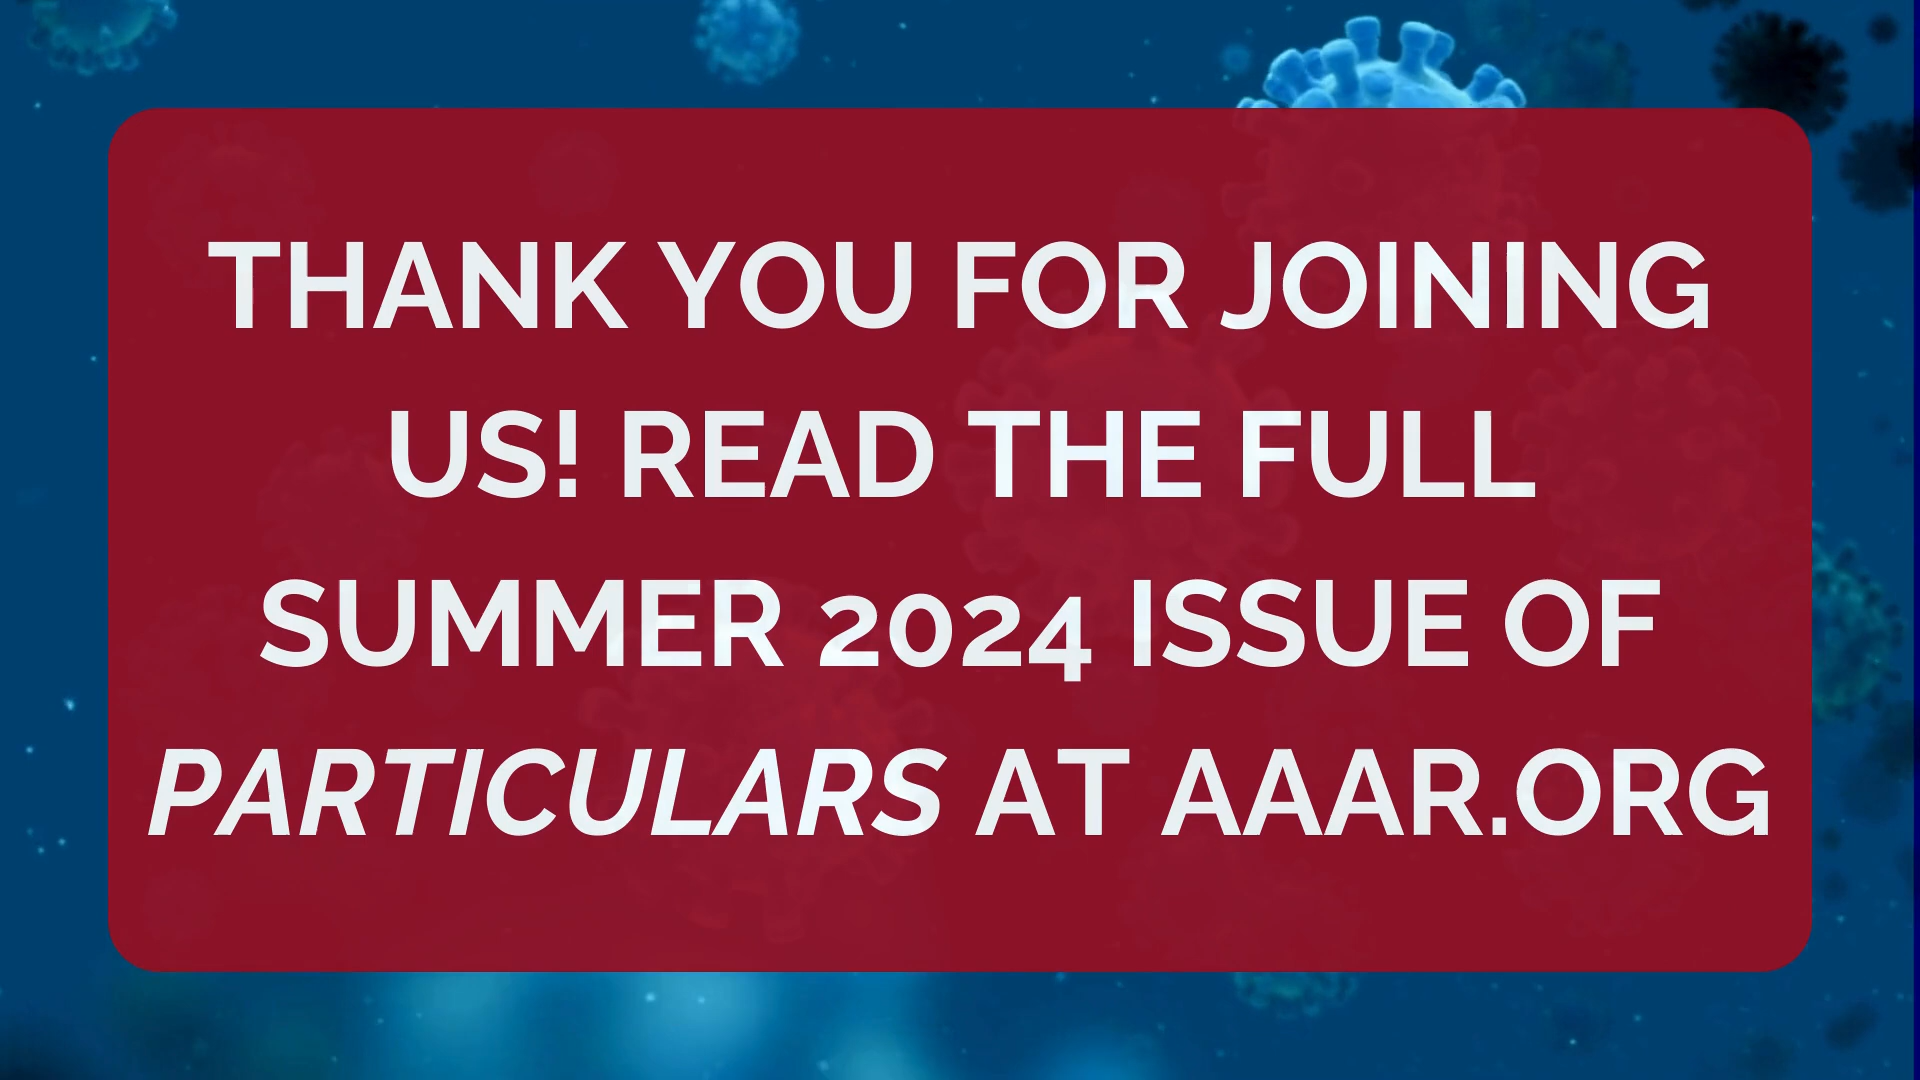 THANK YOU FOR JOINING
US! READ THE FULL
SUMMER 2024 ISSUE OF
PARTICULARS AT AAAR.ORG